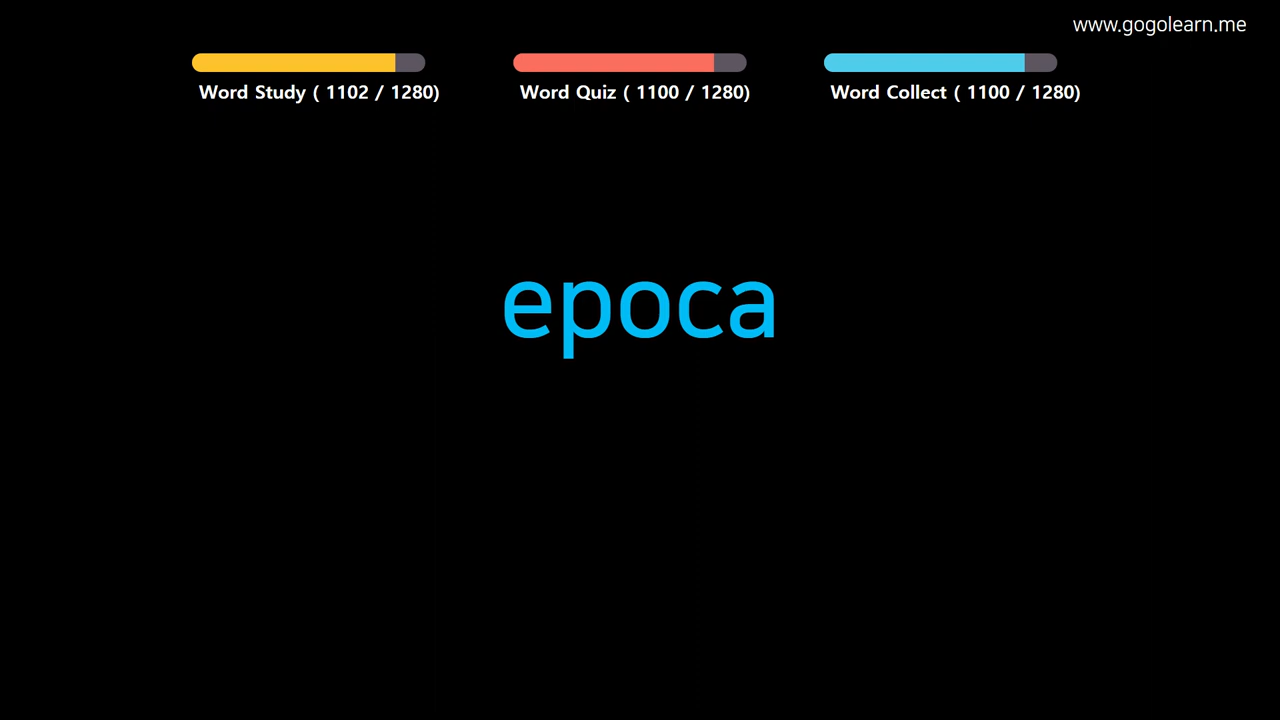 www.gogolearn.me
Word Study ( 1102 / 1280)
Word Quiz ( 1100 / 1280)
Word Collect ( 1100 / 1280)
epoca